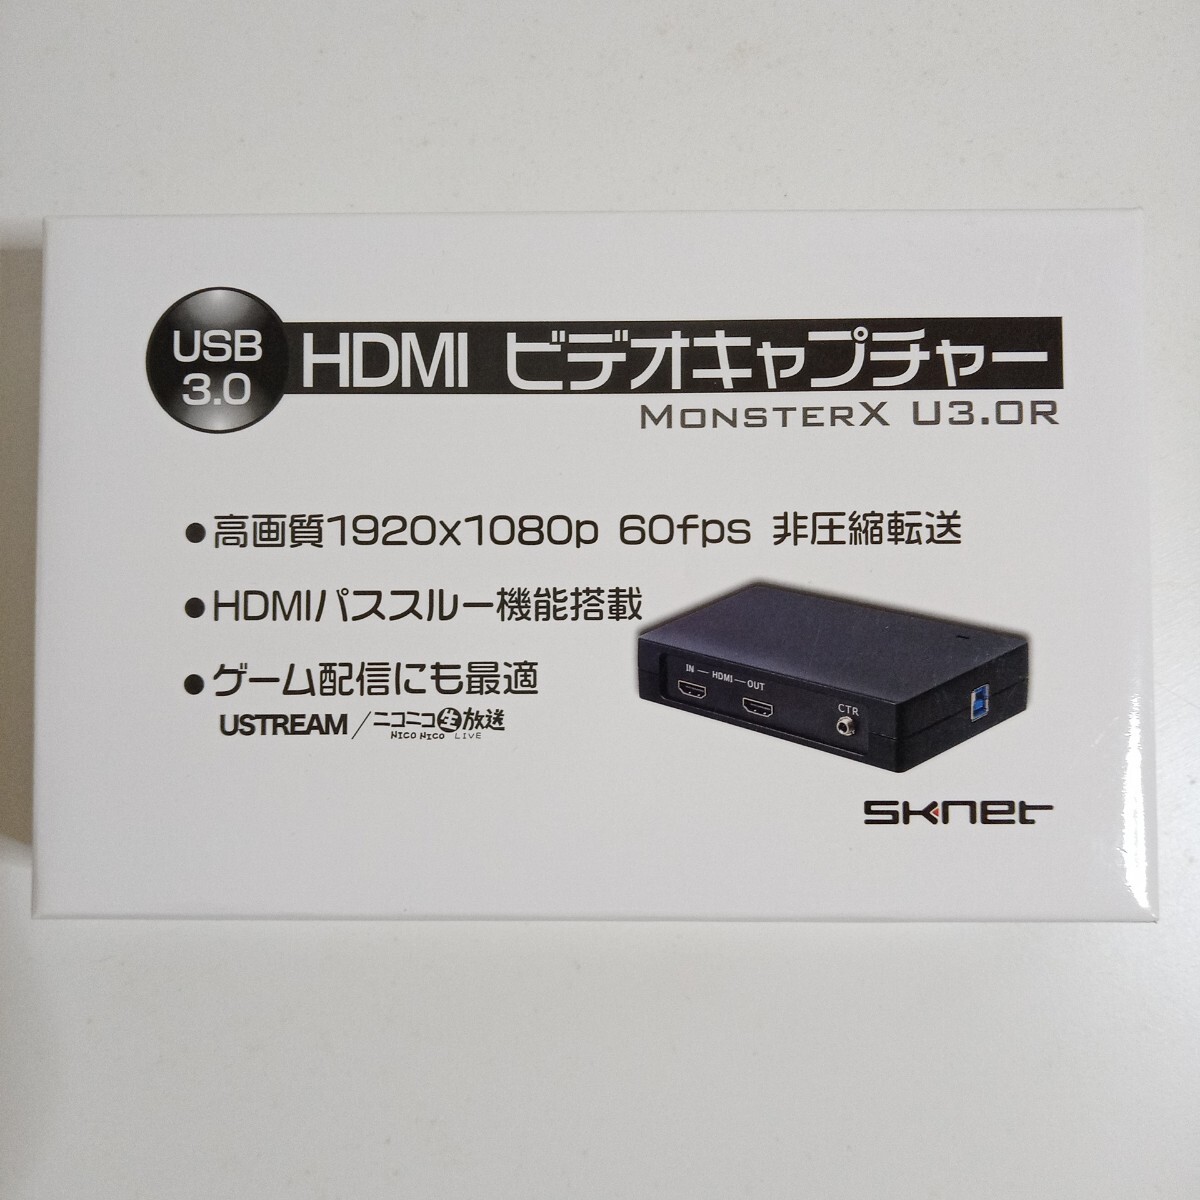 USB
3.0
HDMI ビデオキャプチャー
MONSTERX U3.0R
●高画質1920x1080p 60fps 非圧縮転送
●HDMIパススルー機能搭載
●ゲーム配信にも最適
USTREAM/ニコニコ生放送
NICO NICO LIVE
IN — HDMI — OUT
CTR
SKNET